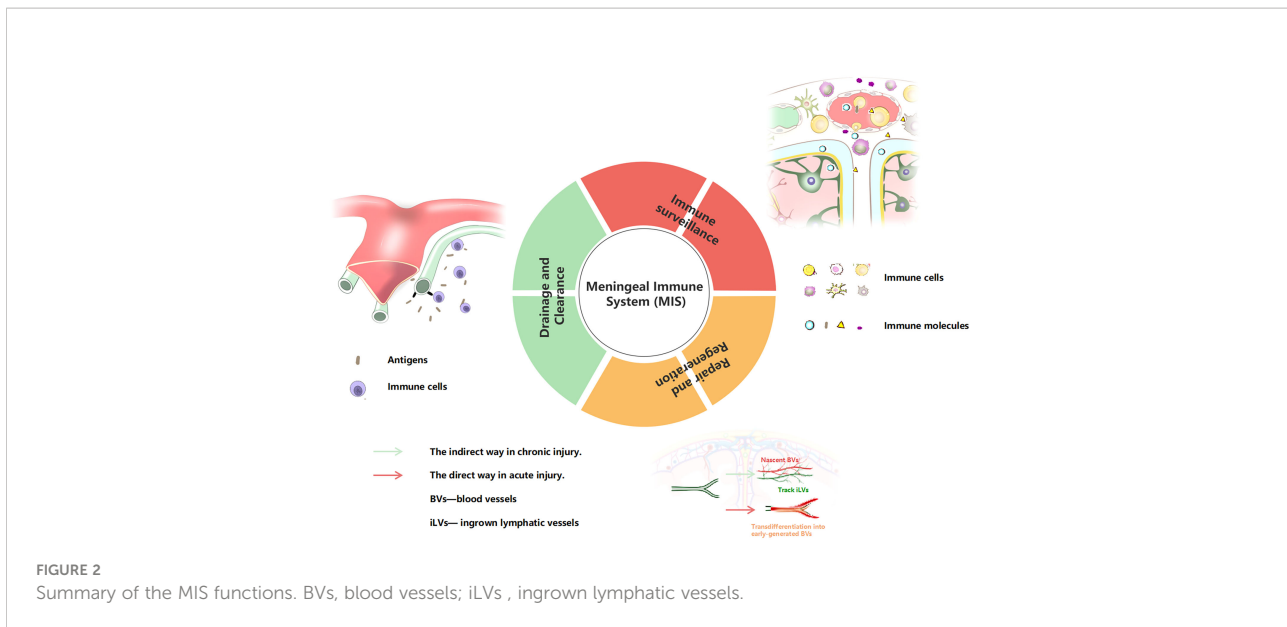 Immune
surveillance
Drainage and
Clearance
Meningeal Immune
System (MIS)
Repair and
Regeneration
Immune cells
Immune molecules
Antigens
Immune cells
The indirect way in chronic injury.
The direct way in acute injury.
BVs—blood vessels
iLVs— ingrown lymphatic vessels
Nascent BVs
Track iLVs
Transdifferentiation into
early-generated BVs
FIGURE 2
Summary of the MIS functions. BVs, blood vessels; iLVs , ingrown lymphatic vessels.